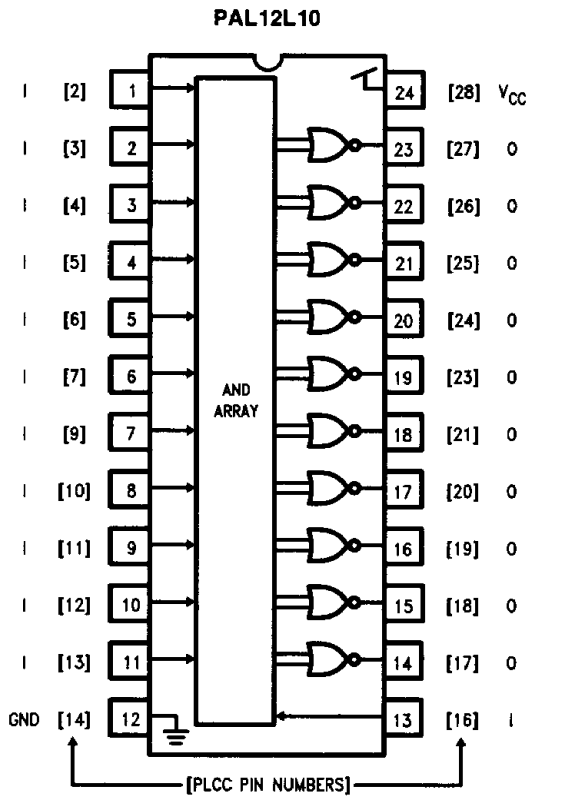 PAL12L10
I [2] 1 24 [28] VCC
I [3] 2 23 [27] O
I [4] 3 22 [26] O
I [5] 4 21 [25] O
I [6] 5 20 [24] O
I [7] 6 19 [23] O
AND
ARRAY
I [9] 7 18 [21] O
I [10] 8 17 [20] O
I [11] 9 16 [19] O
I [12] 10 15 [18] O
I [13] 11 14 [17] O
GND [14] 12 13 [16] I
[PLCC PIN NUMBERS]